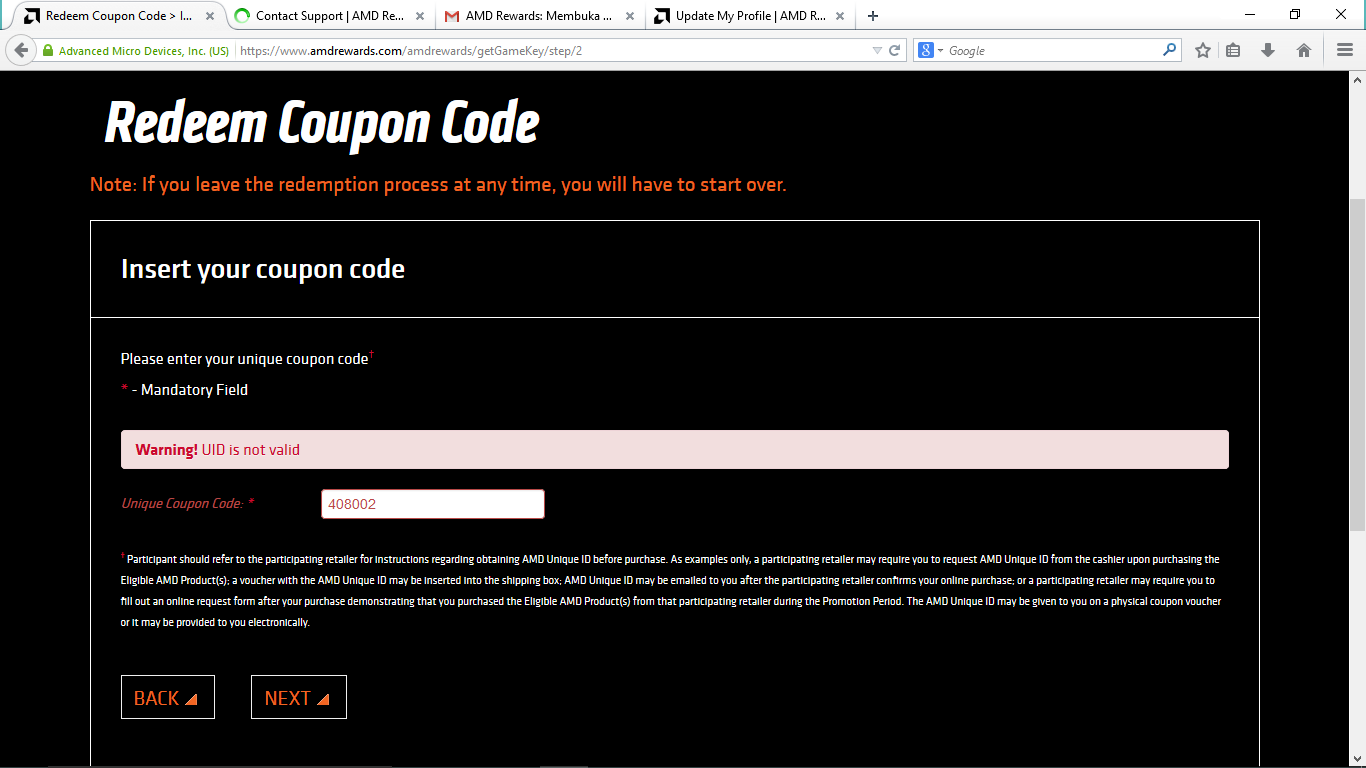 Redeem Coupon Code > I...
Contact Support | AMD Re...
AMD Rewards: Membuka ...
Update My Profile | AMD R...
Advanced Micro Devices, Inc. (US)
https://www.amdrewards.com/amdrewards/getGameKey/step/2
8
Google
Redeem Coupon Code
Note: If you leave the redemption process at any time, you will have to start over.
Insert your coupon code
Please enter your unique coupon code†
* - Mandatory Field
Warning! UID is not valid
Unique Coupon Code: *
408002
† Participant should refer to the participating retailer for instructions regarding obtaining AMD Unique ID before purchase. As examples only, a participating retailer may require you to request AMD Unique ID from the cashier upon purchasing the
Eligible AMD Product(s); a voucher with the AMD Unique ID may be inserted into the shipping box; AMD Unique ID may be emailed to you after the participating retailer confirms your online purchase; or a participating retailer may require you to
fill out an online request form after your purchase demonstrating that you purchased the Eligible AMD Product(s) from that participating retailer during the Promotion Period. The AMD Unique ID may be given to you on a physical coupon voucher
or it may be provided to you electronically.
BACK
NEXT